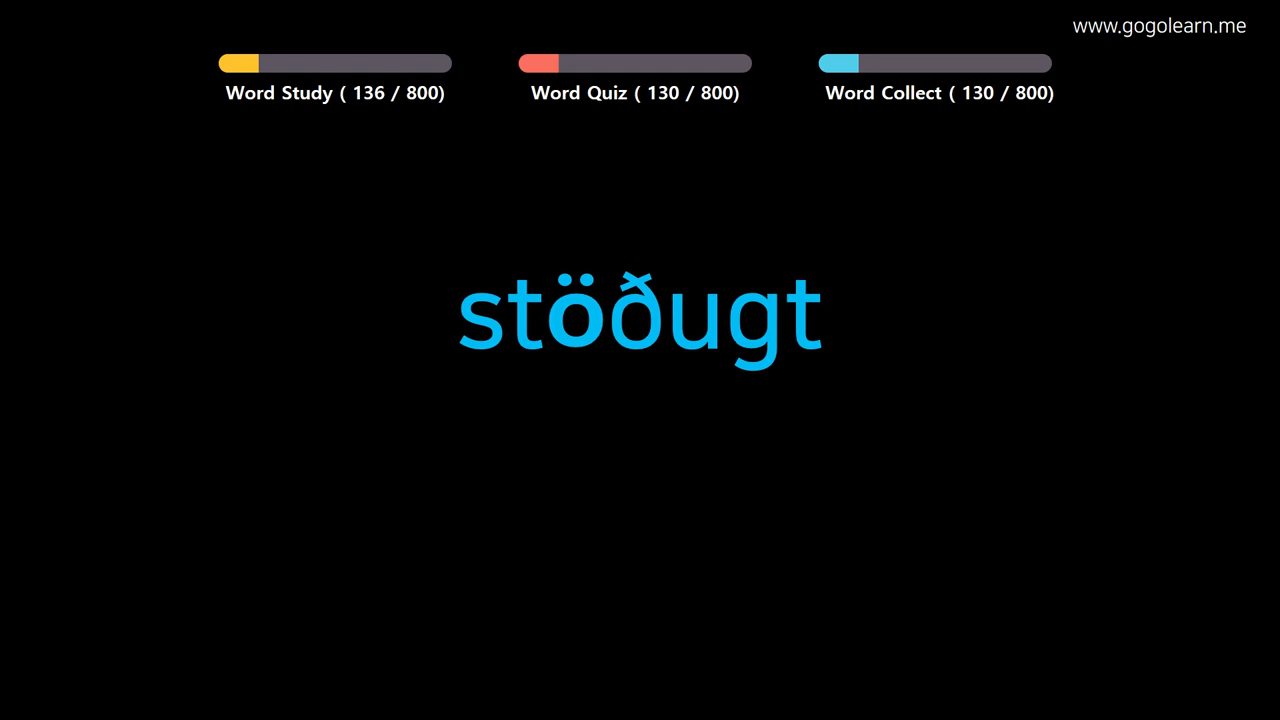 www.gogolearn.me
Word Study ( 136 / 800)
Word Quiz ( 130 / 800)
Word Collect ( 130 / 800)
stöðugt